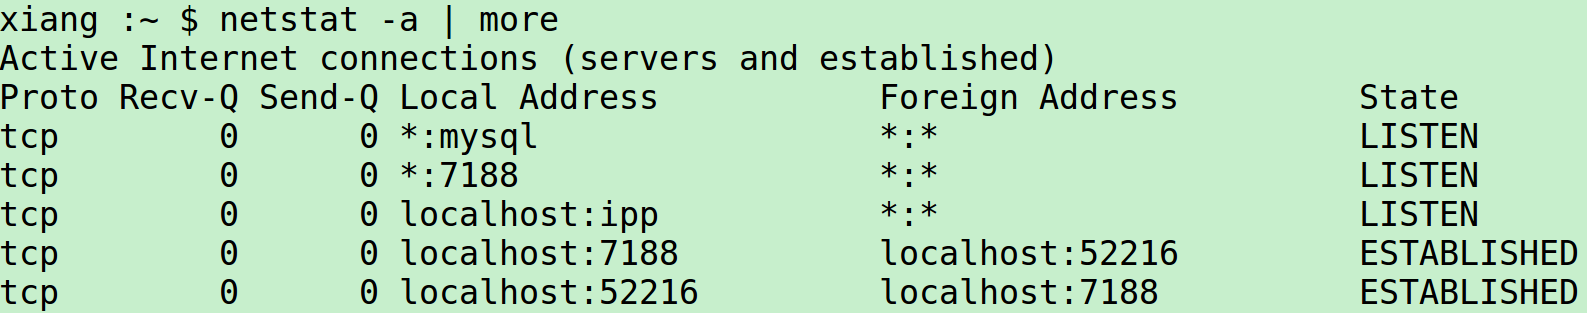 xiang :~ $ netstat -a | more
Active Internet connections (servers and established)
Proto Recv-Q Send-Q Local Address           Foreign Address         State
tcp        0      0 *:mysql                 *:*                     LISTEN
tcp        0      0 *:7188                  *:*                     LISTEN
tcp        0      0 localhost:ipp           *:*                     LISTEN
tcp        0      0 localhost:7188          localhost:52216         ESTABLISHED
tcp        0      0 localhost:52216         localhost:7188          ESTABLISHED